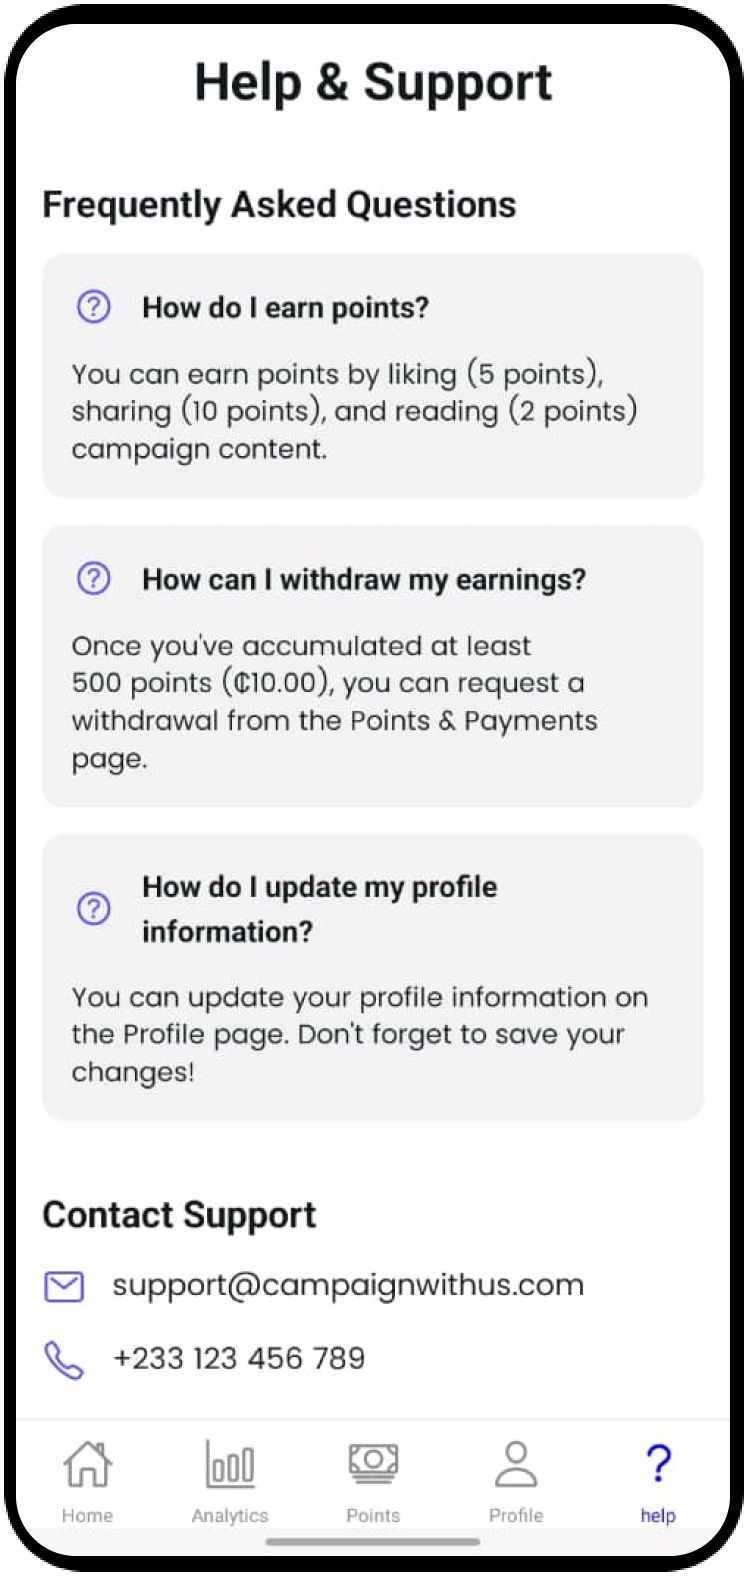 Help & Support
Frequently Asked Questions
How do I earn points?
You can earn points by liking (5 points),
sharing (10 points), and reading (2 points)
campaign content.
How can I withdraw my earnings?
Once you've accumulated at least
500 points (₵10.00), you can request a
withdrawal from the Points & Payments
page.
How do I update my profile
information?
You can update your profile information on
the Profile page. Don't forget to save your
changes!
Contact Support
support@campaignwithus.com
+233 123 456 789
Home Analytics Points Profile help